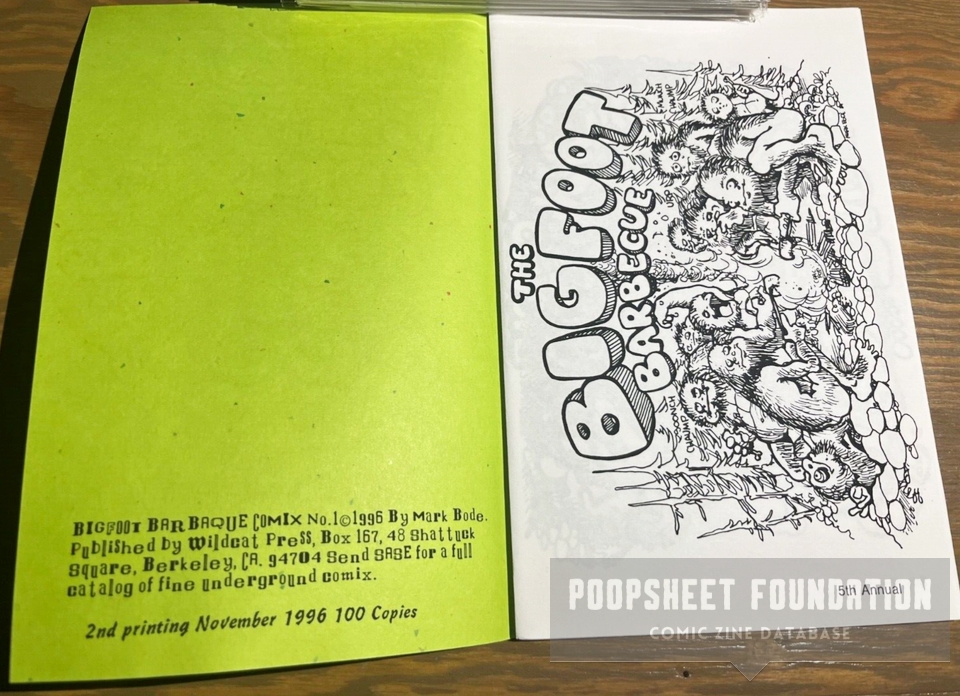 BIGFOOT BARBAQUE COMIX No.1©1996 By Mark Bode.
Published by Wildcat Press, Box 167, 48 Shattuck
Square, Berkeley, CA. 94704 Send SASE for a full
catalog of fine underground comix.
2nd printing November 1996 100 Copies
THE
BIGFOOT
BARBECUE
5th Annual
POOPSHEET FOUNDATION
COMIC ZINE DATABASE